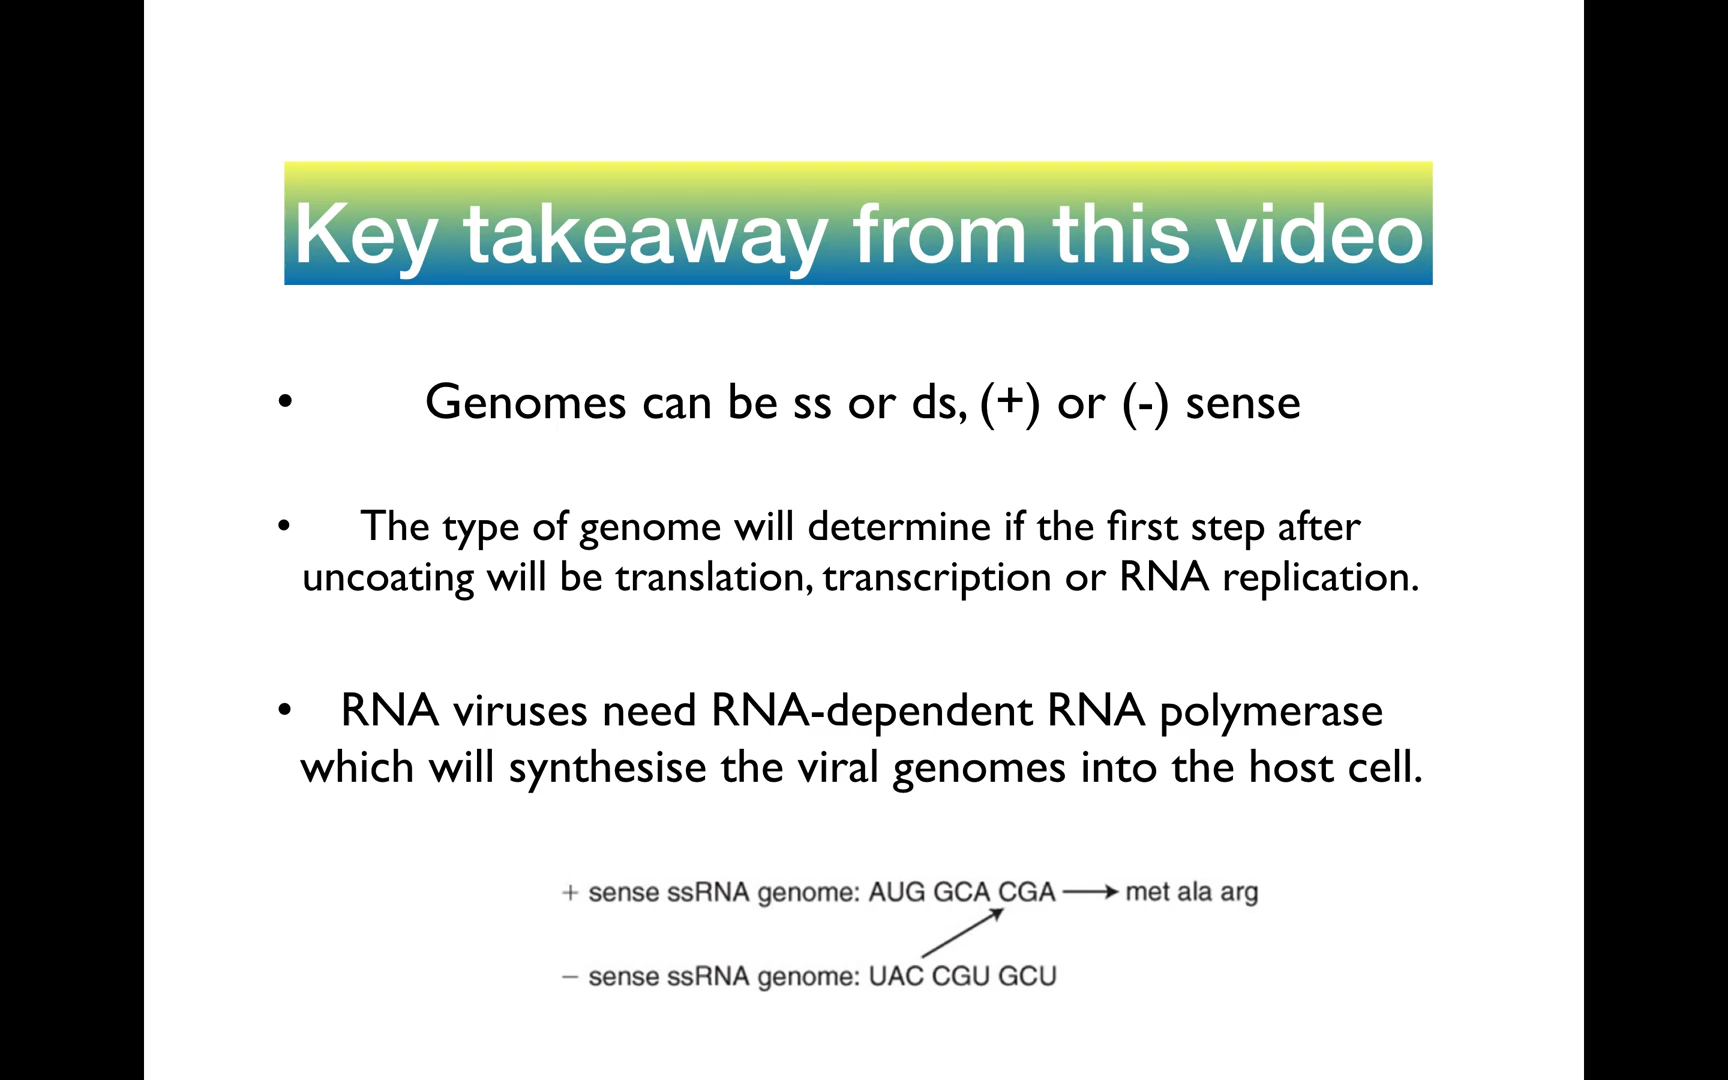 Key takeaway from this video
• Genomes can be ss or ds, (+) or (-) sense
• The type of genome will determine if the first step after
uncoating will be translation, transcription or RNA replication.
• RNA viruses need RNA-dependent RNA polymerase
which will synthesise the viral genomes into the host cell.
+ sense ssRNA genome: AUG GCA CGA → met ala arg
− sense ssRNA genome: UAC CGU GCU